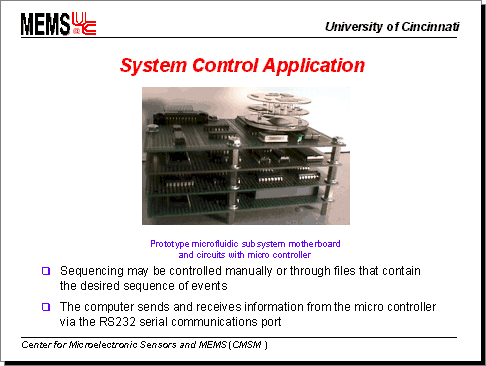 MEMS UC @
University of Cincinnati
System Control Application
Prototype microfluidic subsystem motherboard
and circuits with micro controller
Sequencing may be controlled manually or through files that contain
the desired sequence of events
The computer sends and receives information from the micro controller
via the RS232 serial communications port
Center for Microelectronic Sensors and MEMS (CMSM )